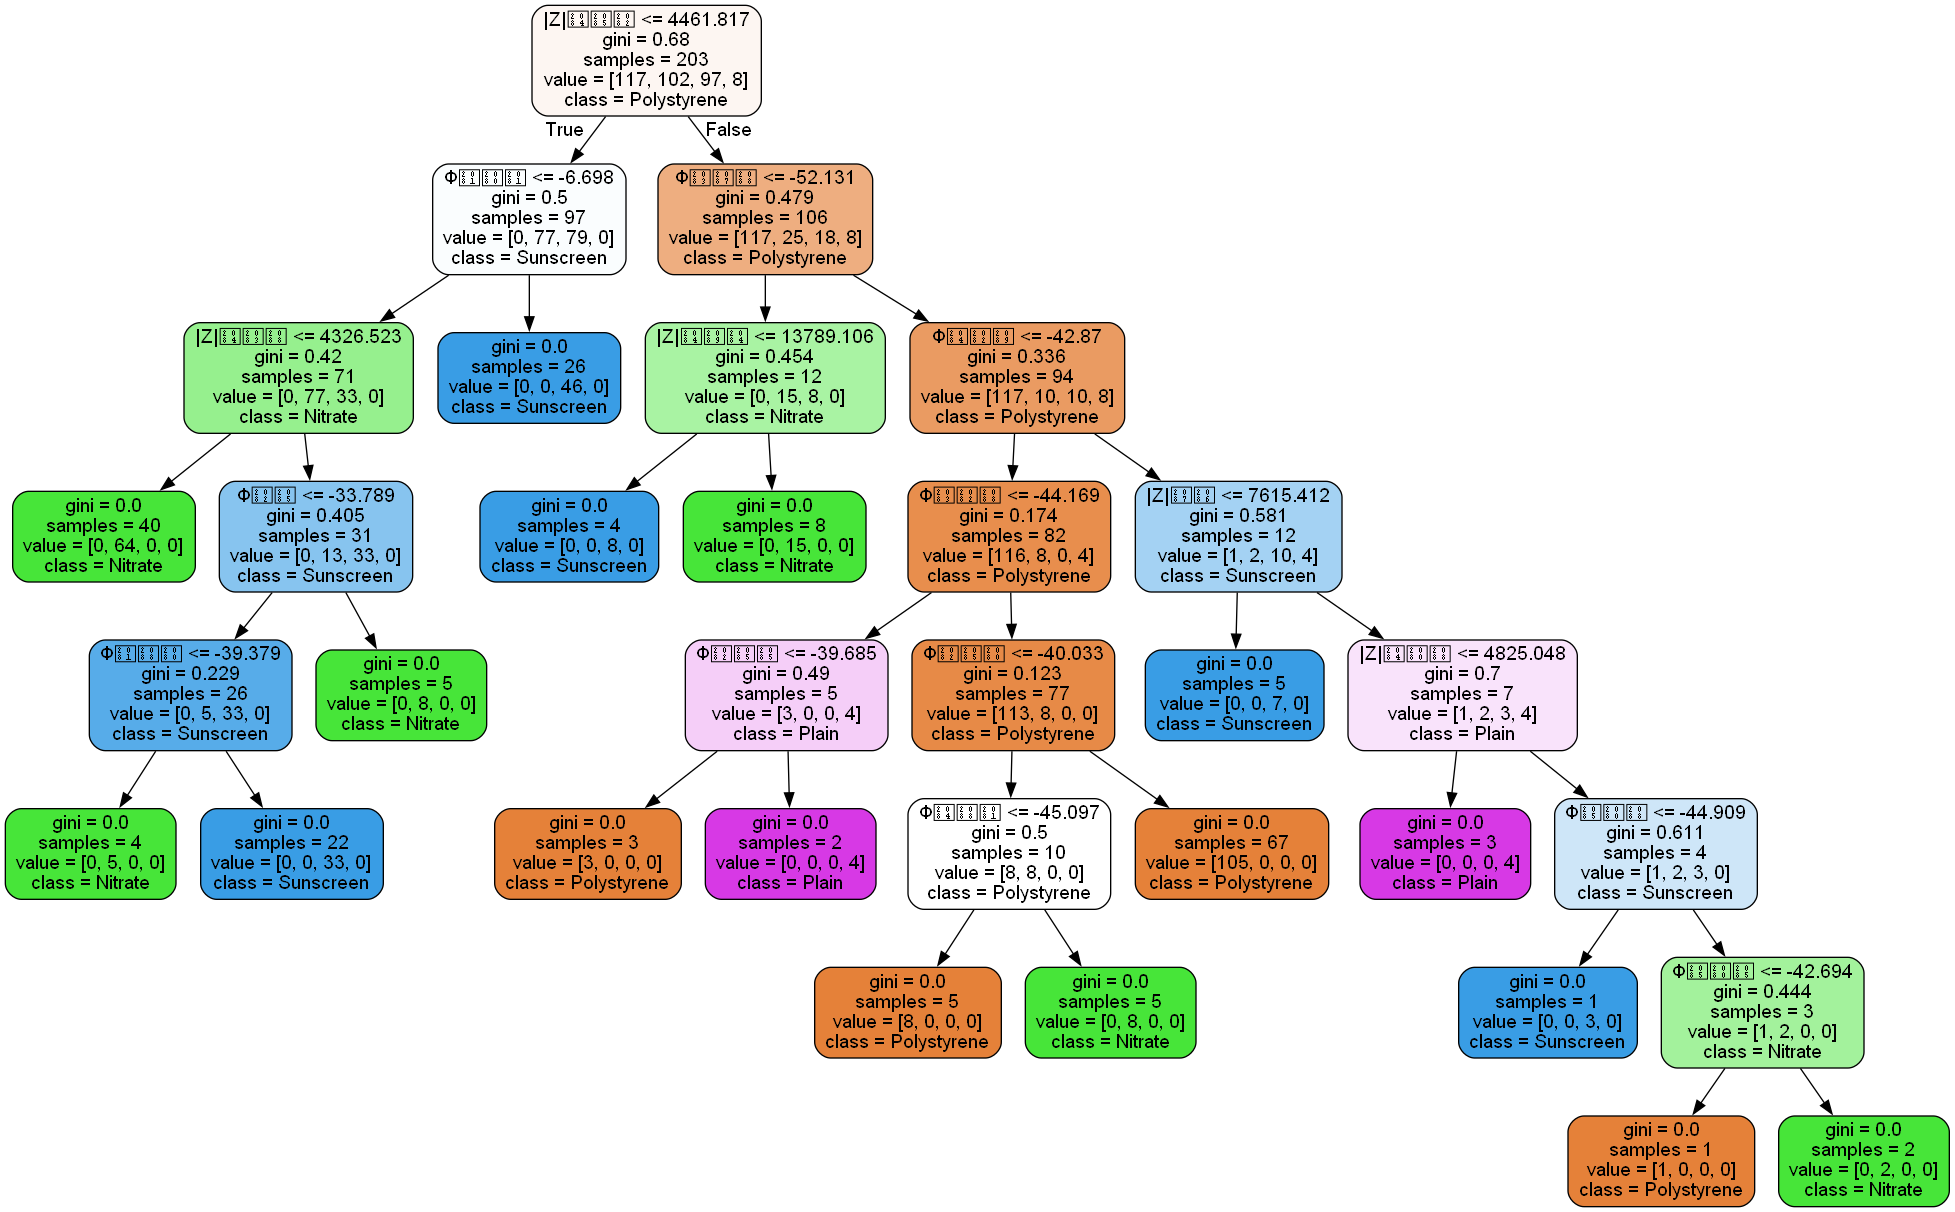 |Z| <= 4461.817
gini = 0.68
samples = 203
value = [117, 102, 97, 8]
class = Polystyrene
True
False
Φ <= -6.698
gini = 0.5
samples = 97
value = [0, 77, 79, 0]
class = Sunscreen
Φ <= -52.131
gini = 0.479
samples = 106
value = [117, 25, 18, 8]
class = Polystyrene
|Z| <= 4326.523
gini = 0.42
samples = 71
value = [0, 77, 33, 0]
class = Nitrate
gini = 0.0
samples = 26
value = [0, 0, 46, 0]
class = Sunscreen
|Z| <= 13789.106
gini = 0.454
samples = 12
value = [0, 15, 8, 0]
class = Nitrate
Φ <= -42.87
gini = 0.336
samples = 94
value = [117, 10, 10, 8]
class = Polystyrene
gini = 0.0
samples = 40
value = [0, 64, 0, 0]
class = Nitrate
Φ <= -33.789
gini = 0.405
samples = 31
value = [0, 13, 33, 0]
class = Sunscreen
gini = 0.0
samples = 4
value = [0, 0, 8, 0]
class = Sunscreen
gini = 0.0
samples = 8
value = [0, 15, 0, 0]
class = Nitrate
Φ <= -44.169
gini = 0.174
samples = 82
value = [116, 8, 0, 4]
class = Polystyrene
|Z| <= 7615.412
gini = 0.581
samples = 12
value = [1, 2, 10, 4]
class = Sunscreen
Φ <= -39.379
gini = 0.229
samples = 26
value = [0, 5, 33, 0]
class = Sunscreen
gini = 0.0
samples = 5
value = [0, 8, 0, 0]
class = Nitrate
Φ <= -39.685
gini = 0.49
samples = 5
value = [3, 0, 0, 4]
class = Plain
Φ <= -40.033
gini = 0.123
samples = 77
value = [113, 8, 0, 0]
class = Polystyrene
gini = 0.0
samples = 5
value = [0, 0, 7, 0]
class = Sunscreen
|Z| <= 4825.048
gini = 0.7
samples = 7
value = [1, 2, 3, 4]
class = Plain
gini = 0.0
samples = 4
value = [0, 5, 0, 0]
class = Nitrate
gini = 0.0
samples = 22
value = [0, 0, 33, 0]
class = Sunscreen
gini = 0.0
samples = 3
value = [3, 0, 0, 0]
class = Polystyrene
gini = 0.0
samples = 2
value = [0, 0, 0, 4]
class = Plain
Φ <= -45.097
gini = 0.5
samples = 10
value = [8, 8, 0, 0]
class = Polystyrene
gini = 0.0
samples = 67
value = [105, 0, 0, 0]
class = Polystyrene
gini = 0.0
samples = 3
value = [0, 0, 0, 4]
class = Plain
Φ <= -44.909
gini = 0.611
samples = 4
value = [1, 2, 3, 0]
class = Sunscreen
gini = 0.0
samples = 5
value = [8, 0, 0, 0]
class = Polystyrene
gini = 0.0
samples = 5
value = [0, 8, 0, 0]
class = Nitrate
gini = 0.0
samples = 1
value = [0, 0, 3, 0]
class = Sunscreen
Φ <= -42.694
gini = 0.444
samples = 3
value = [1, 2, 0, 0]
class = Nitrate
gini = 0.0
samples = 1
value = [1, 0, 0, 0]
class = Polystyrene
gini = 0.0
samples = 2
value = [0, 2, 0, 0]
class = Nitrate